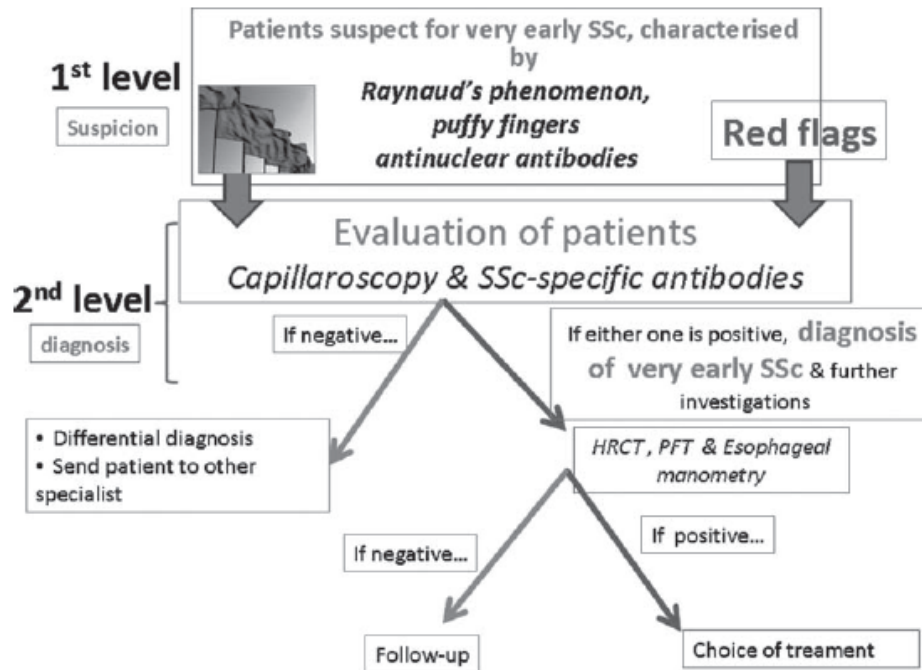 Patients suspect for very early SSc, characterised
by
1st level
Suspicion
Raynaud's phenomenon,
puffy fingers
antinuclear antibodies
Red flags
Evaluation of patients
Capillaroscopy & SSc-specific antibodies
2nd level
diagnosis
If negative...
If either one is positive, diagnosis
of very early SSc & further
investigations
• Differential diagnosis
• Send patient to other
specialist
HRCT, PFT & Esophageal
manometry
If negative...
If positive...
Follow-up
Choice of treament